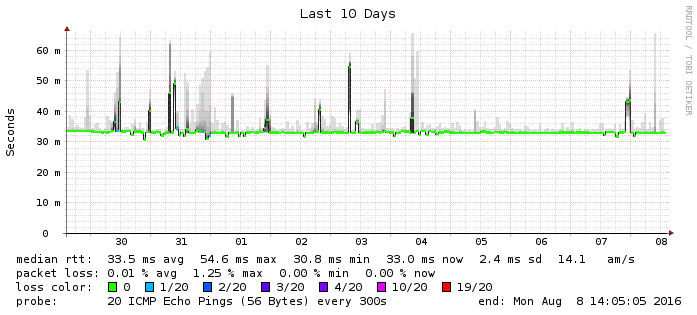 Last 10 Days
RRDTOOL / TOBI OETIKER
Seconds
60 m
50 m
40 m
30 m
20 m
10 m
0
30 31 01 02 03 04 05 06 07 08
median rtt: 33.5 ms avg 54.6 ms max 30.8 ms min 33.0 ms now 2.4 ms sd 14.1 am/s
packet loss: 0.01 % avg 1.25 % max 0.00 % min 0.00 % now
loss color: 0 1/20 2/20 3/20 4/20 10/20 19/20
probe: 20 ICMP Echo Pings (56 Bytes) every 300s end: Mon Aug 8 14:05:05 2016